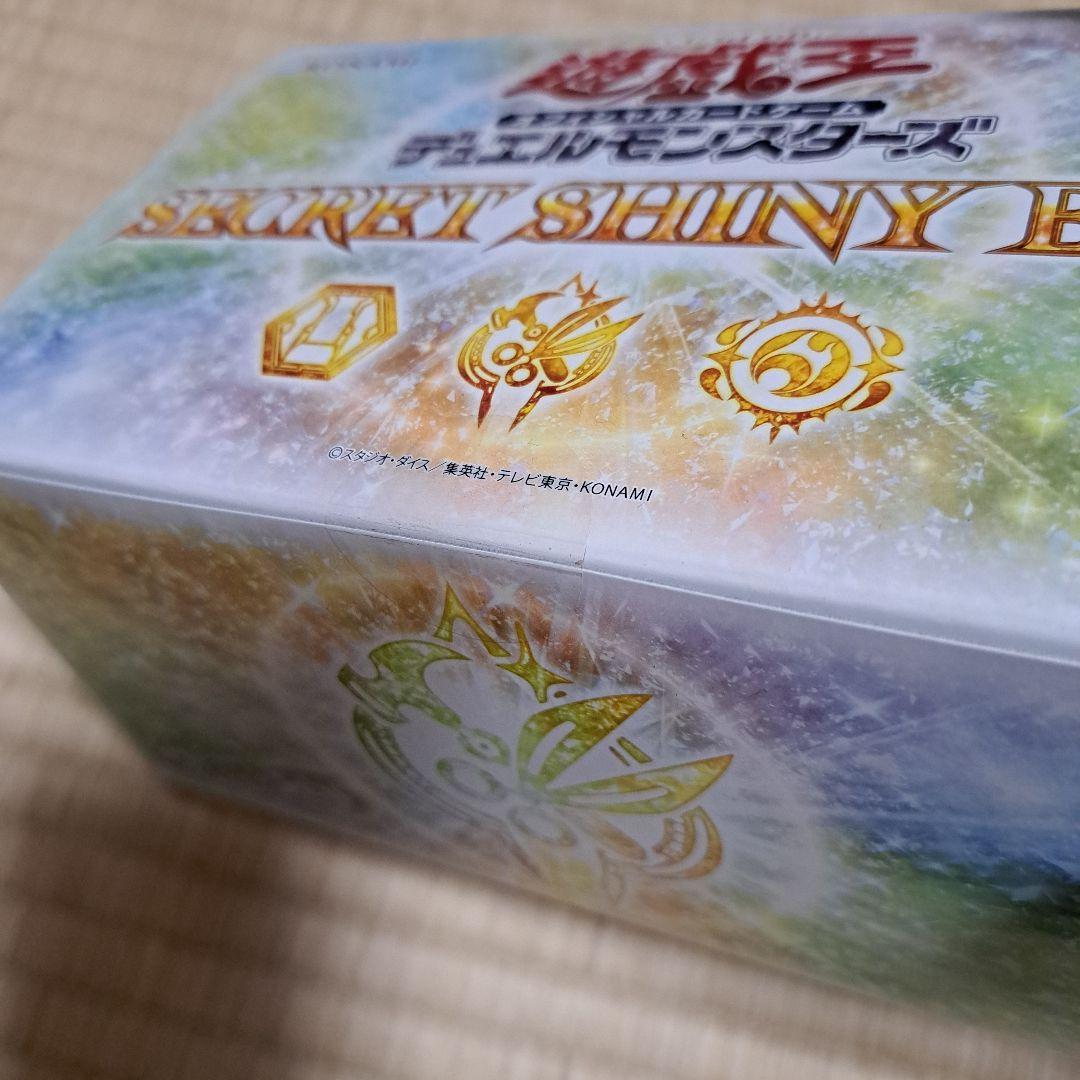 KONAMI
遊戯王
オフィシャルカードゲーム
デュエルモンスターズ
SECRET SHINY B
©スタジオ・ダイス／集英社・テレビ東京・KONAMI